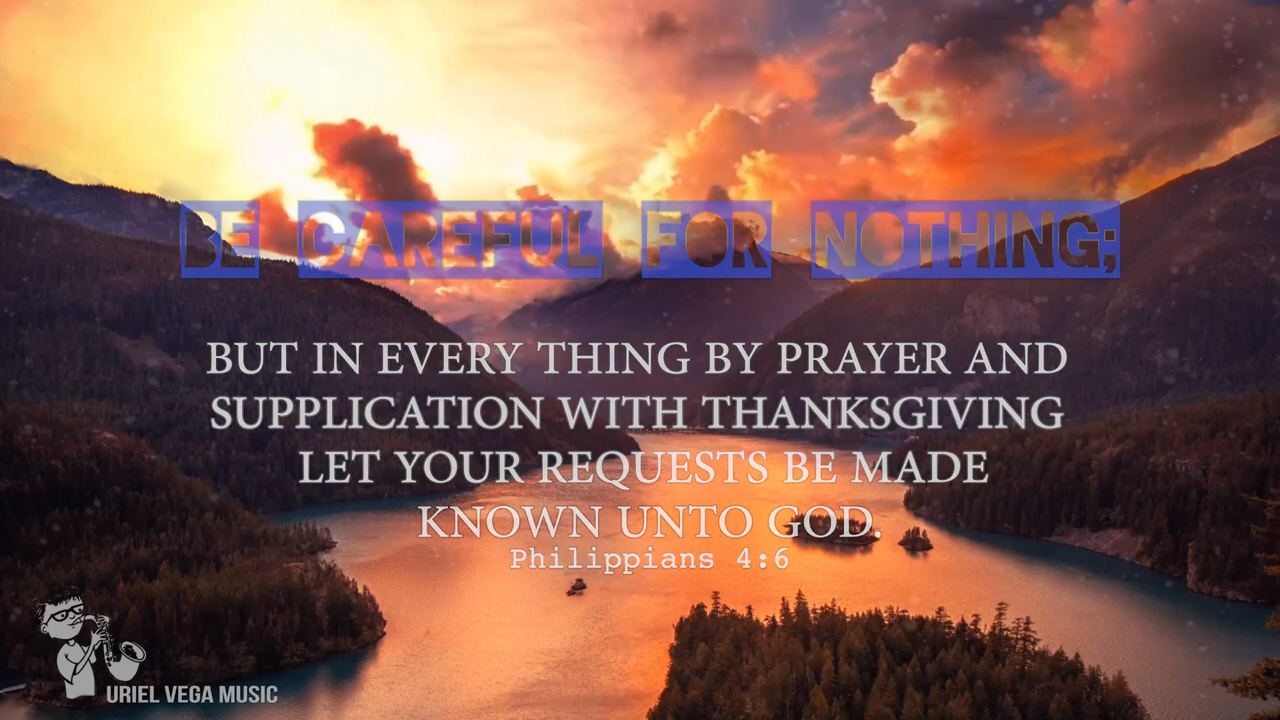 BE CAREFUL FOR NOTHING;
BUT IN EVERY THING BY PRAYER AND
SUPPLICATION WITH THANKSGIVING
LET YOUR REQUESTS BE MADE
KNOWN UNTO GOD.
Philippians 4:6
URIEL VEGA MUSIC